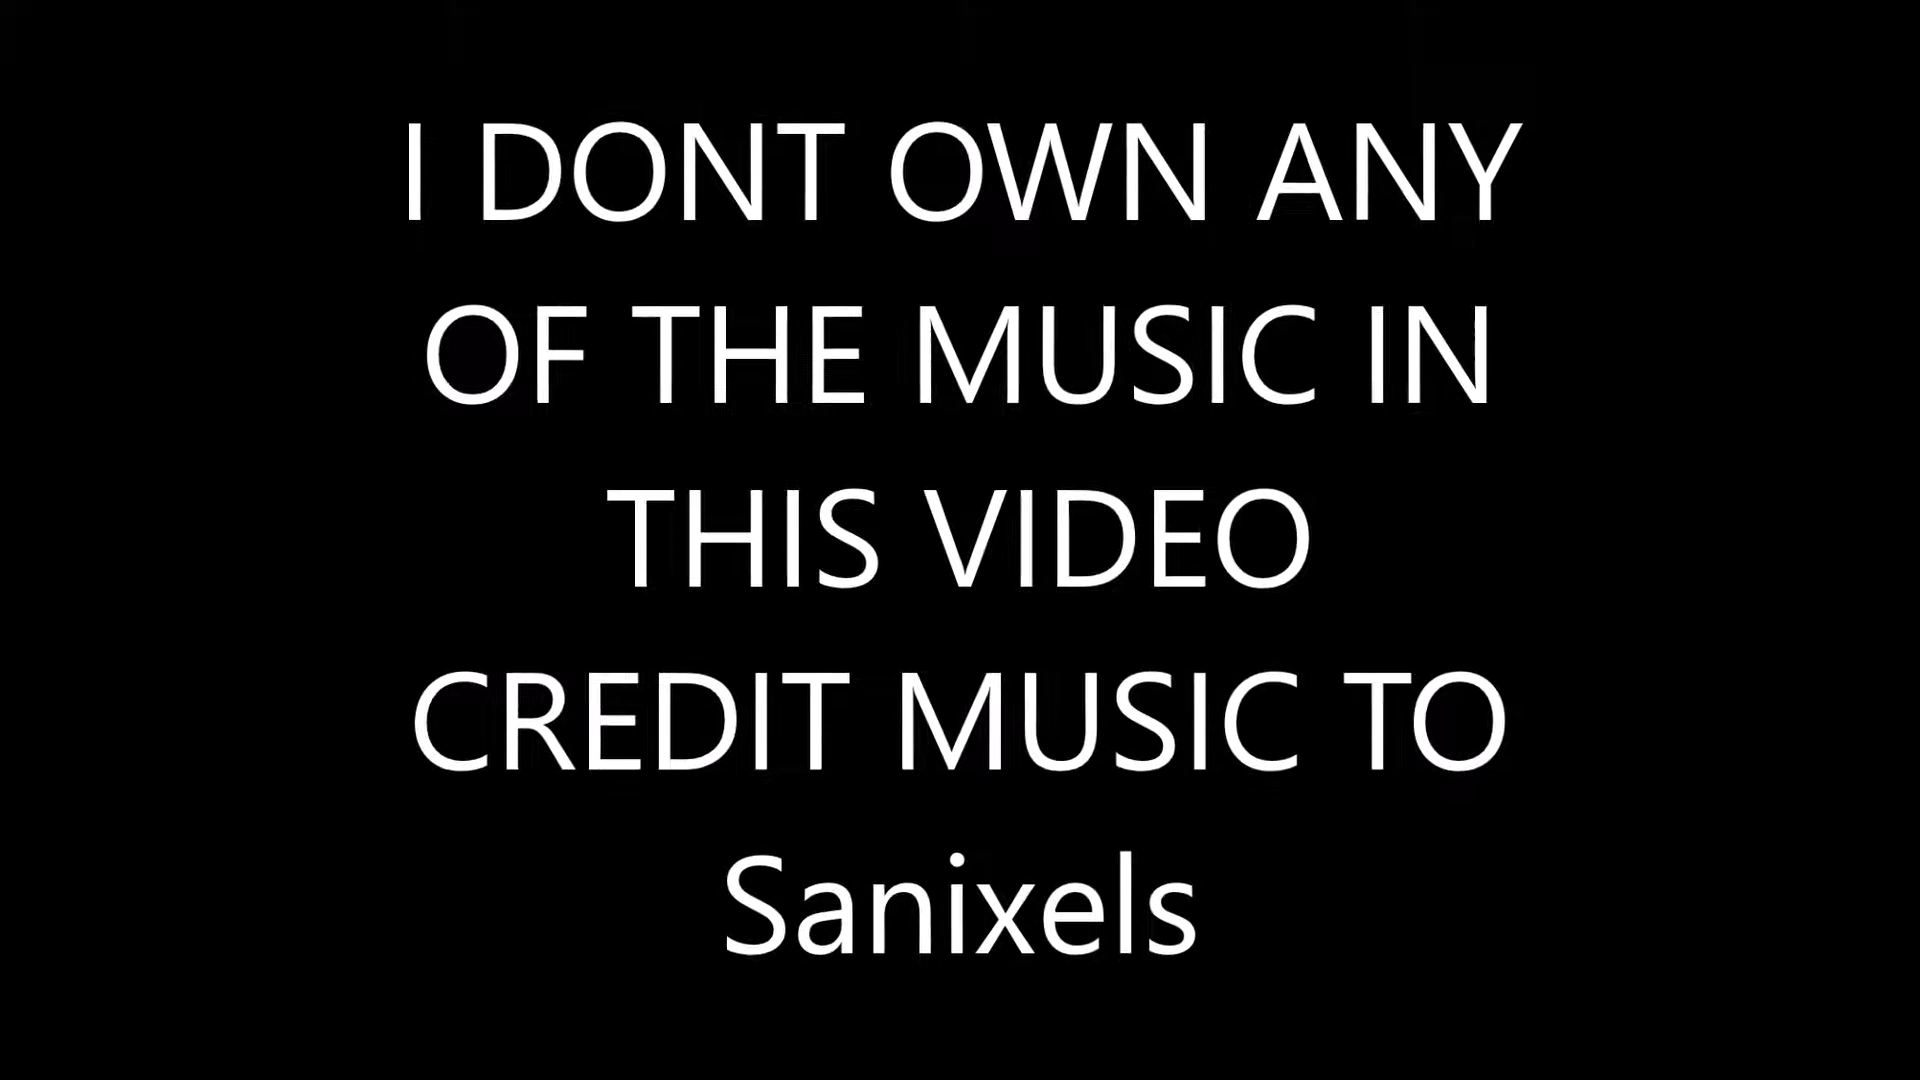 I DONT OWN ANY
OF THE MUSIC IN
THIS VIDEO
CREDIT MUSIC TO
Sanixels